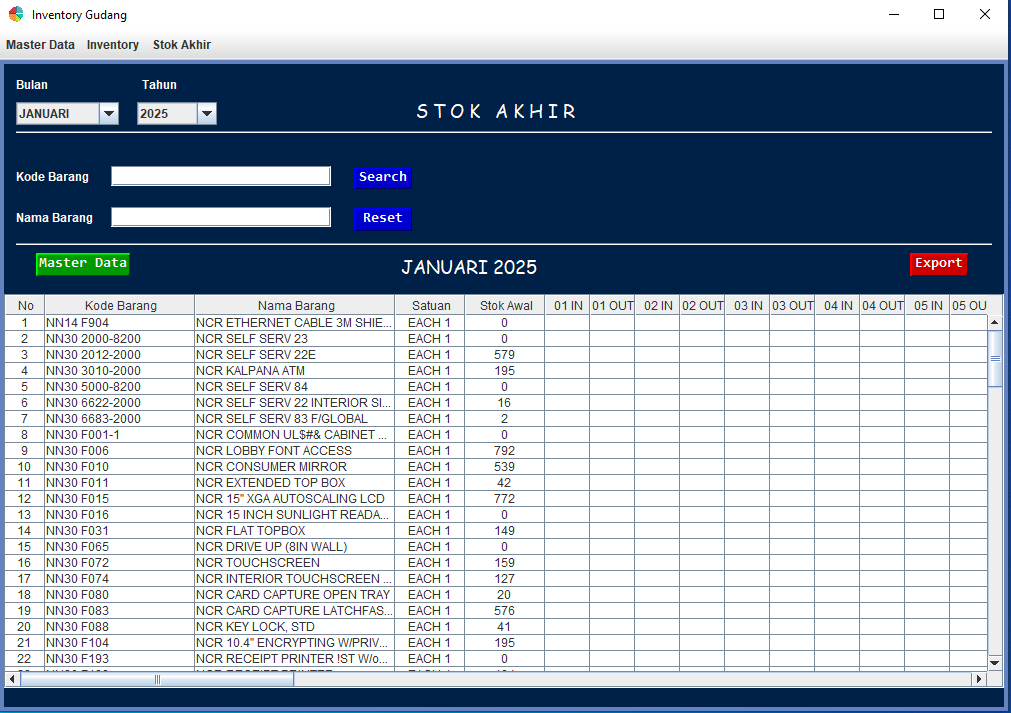 Inventory Gudang
Master Data Inventory Stok Akhir
Bulan Tahun
JANUARI 2025 STOK AKHIR
Kode Barang Search
Nama Barang Reset
Master Data JANUARI 2025 Export
No Kode Barang Nama Barang Satuan Stok Awal 01 IN 01 OUT 02 IN 02 OUT 03 IN 03 OUT 04 IN 04 OUT 05 IN 05 OU
1 NN14 F904 NCR ETHERNET CABLE 3M SHIE... EACH 1 0
2 NN30 2000-8200 NCR SELF SERV 23 EACH 1 0
3 NN30 2012-2000 NCR SELF SERV 22E EACH 1 579
4 NN30 3010-2000 NCR KALPANA ATM EACH 1 195
5 NN30 5000-8200 NCR SELF SERV 84 EACH 1 0
6 NN30 6622-2000 NCR SELF SERV 22 INTERIOR SI... EACH 1 16
7 NN30 6683-2000 NCR SELF SERV 83 F/GLOBAL EACH 1 2
8 NN30 F001-1 NCR COMMON UL$#& CABINET ... EACH 1 0
9 NN30 F006 NCR LOBBY FONT ACCESS EACH 1 792
10 NN30 F010 NCR CONSUMER MIRROR EACH 1 539
11 NN30 F011 NCR EXTENDED TOP BOX EACH 1 42
12 NN30 F015 NCR 15" XGA AUTOSCALING LCD EACH 1 772
13 NN30 F016 NCR 15 INCH SUNLIGHT READA... EACH 1 0
14 NN30 F031 NCR FLAT TOPBOX EACH 1 149
15 NN30 F065 NCR DRIVE UP (8IN WALL) EACH 1 0
16 NN30 F072 NCR TOUCHSCREEN EACH 1 159
17 NN30 F074 NCR INTERIOR TOUCHSCREEN ... EACH 1 127
18 NN30 F080 NCR CARD CAPTURE OPEN TRAY EACH 1 20
19 NN30 F083 NCR CARD CAPTURE LATCHFAS... EACH 1 576
20 NN30 F088 NCR KEY LOCK, STD EACH 1 41
21 NN30 F104 NCR 10.4" ENCRYPTING W/PRIV... EACH 1 195
22 NN30 F193 NCR RECEIPT PRINTER !ST W/o... EACH 1 0